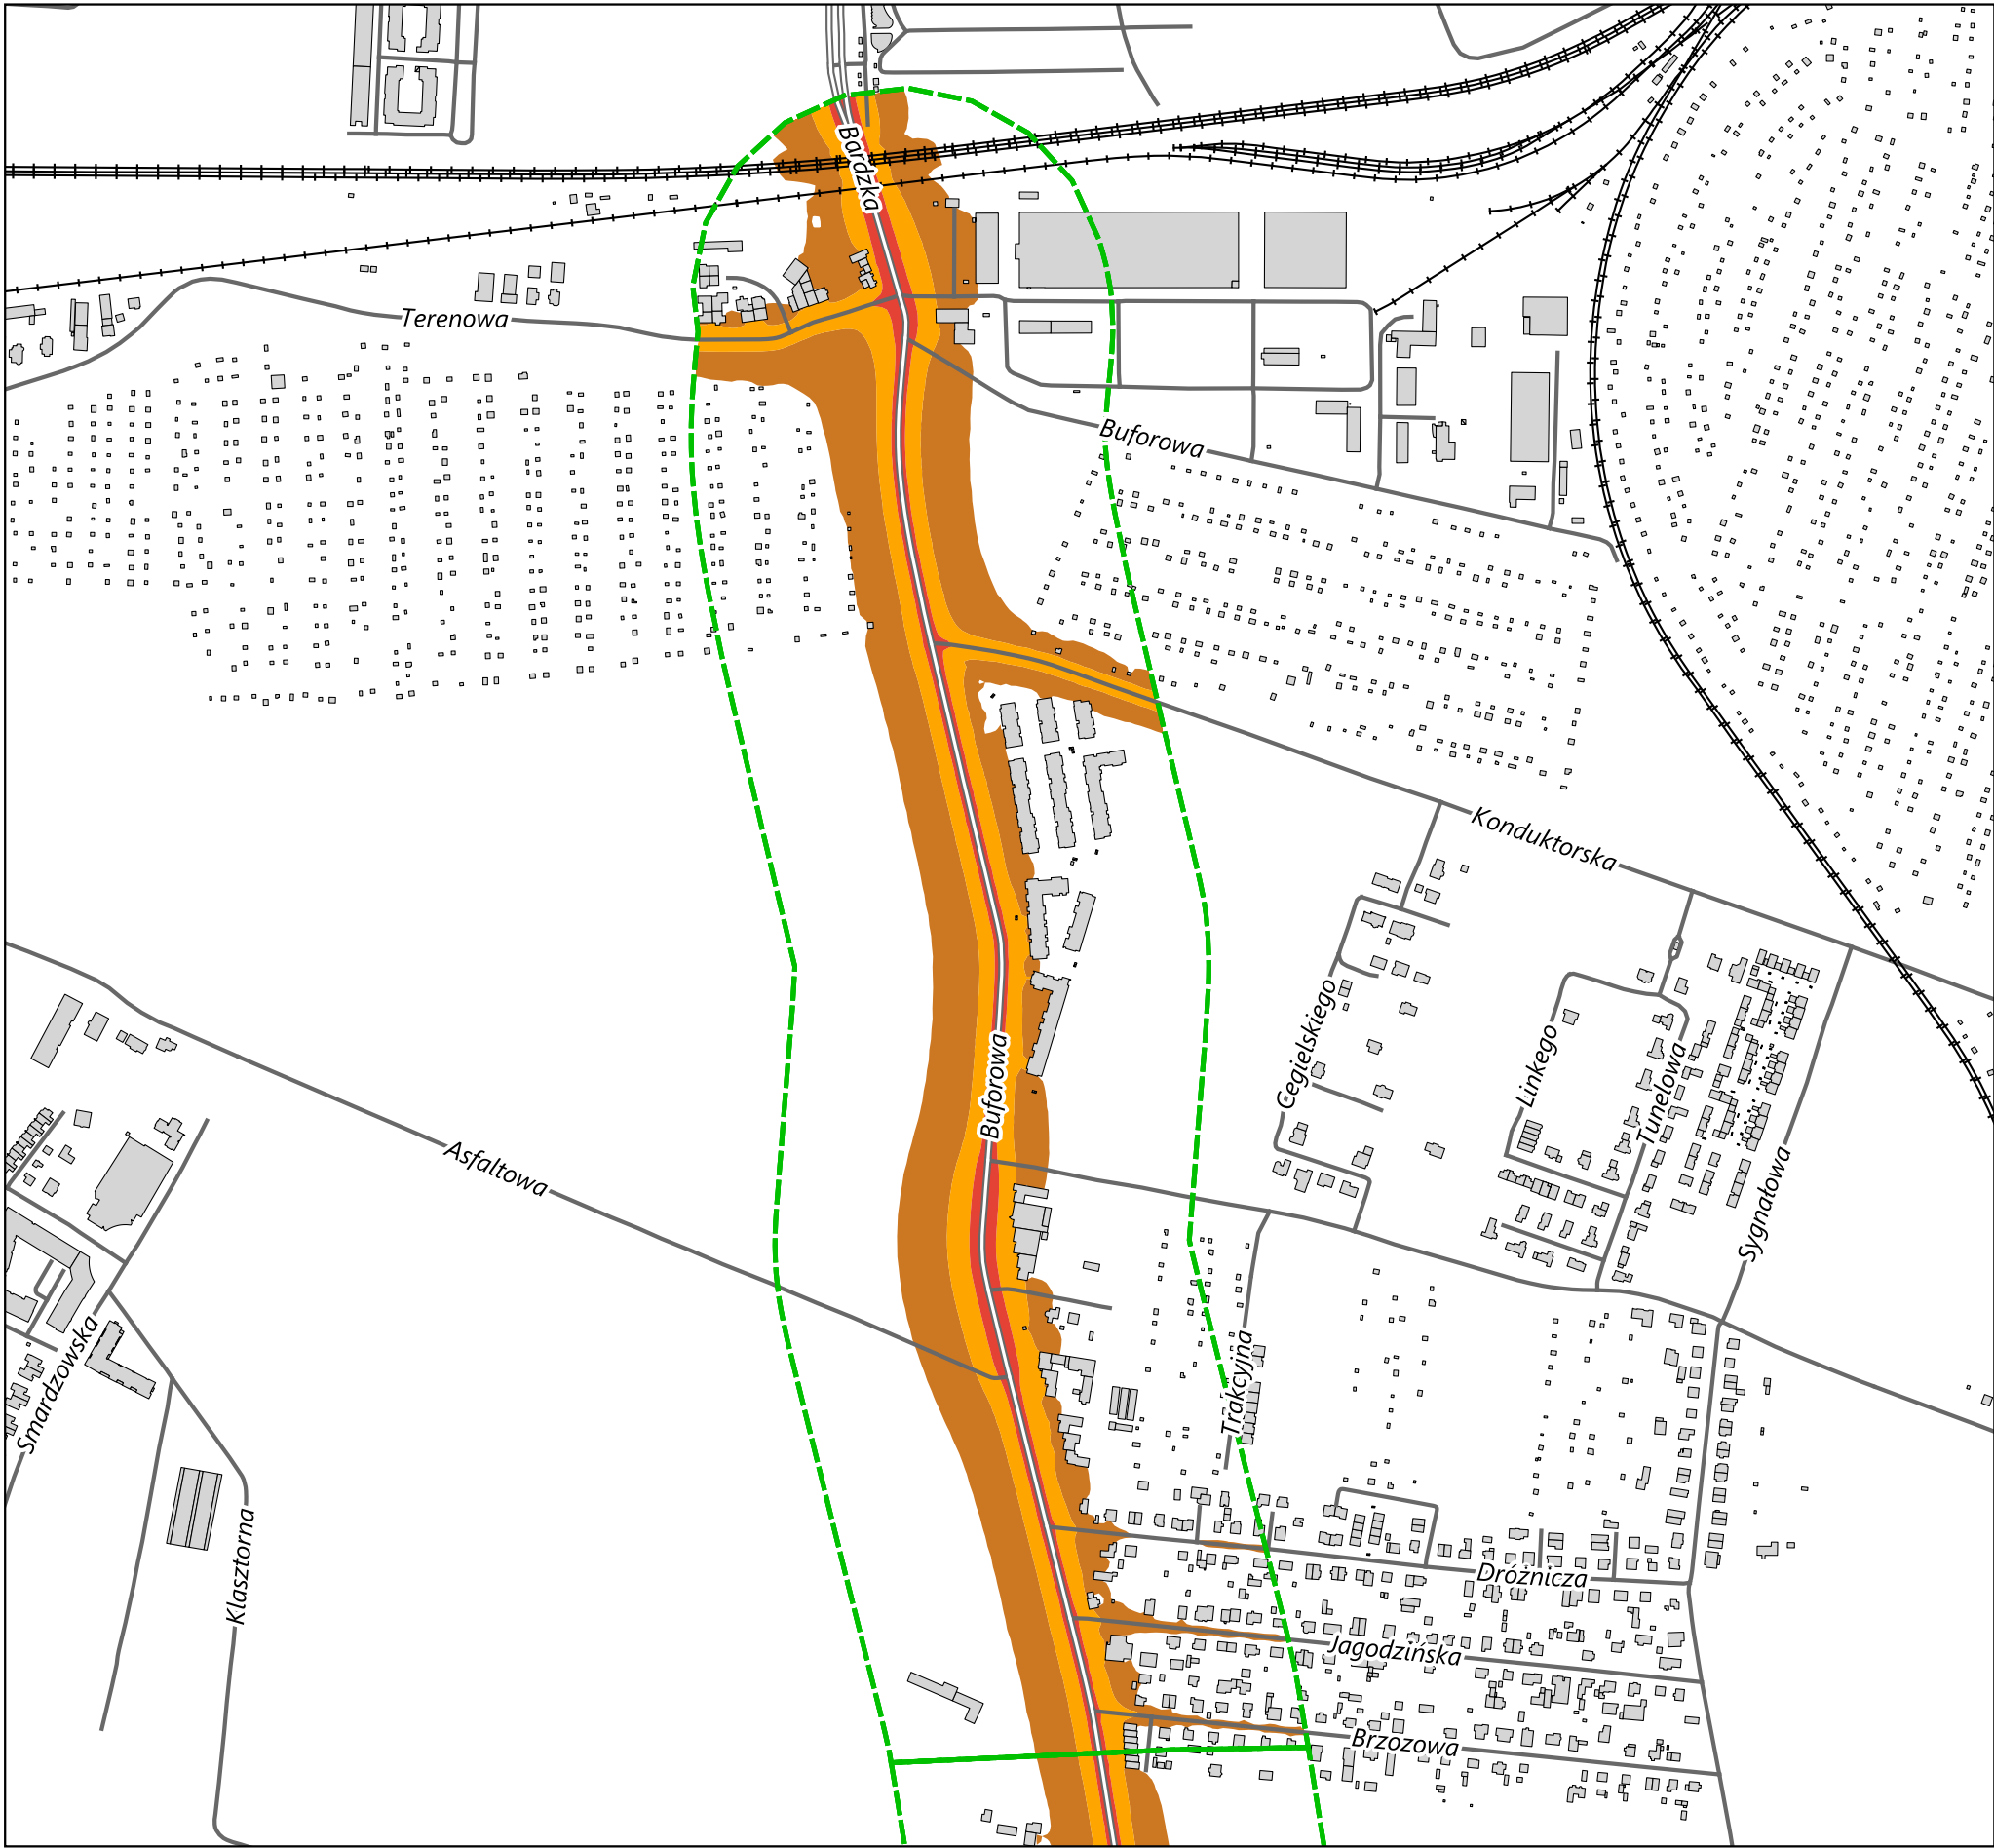 Bardzka
Terenowa
Buforowa
Konduktorska
Cegielskiego
Linkego
Tunelowa
Buforowa
Asfaltowa
Sygnałowa
Smardzowska
Trakcyjna
Klasztorna
Dróżnicza
Jagodzińska
Brzozowa